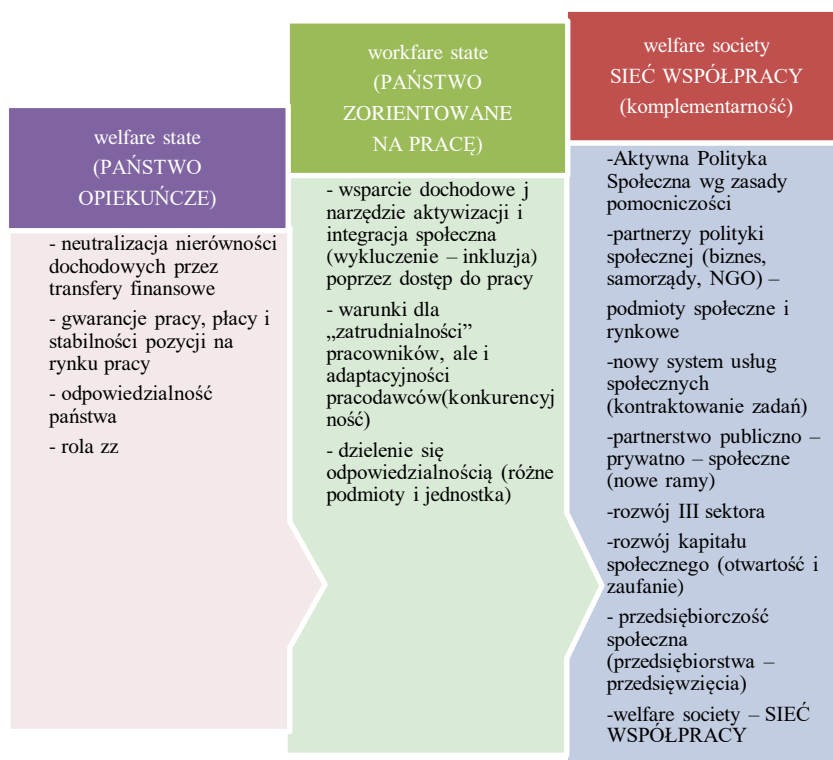 welfare state
(PAŃSTWO
OPIEKUŃCZE)
- neutralizacja nierówności
dochodowych przez
transfery finansowe
- gwarancje pracy, płacy i
stabilności pozycji na
rynku pracy
- odpowiedzialność
państwa
- rola zz
workfare state
(PAŃSTWO
ZORIENTOWANE
NA PRACĘ)
- wsparcie dochodowe j
narzędzie aktywizacji i
integracja społeczna
(wykluczenie – inkluzja)
poprzez dostęp do pracy
- warunki dla
„zatrudnialności”
pracowników, ale i
adaptacyjności
pracodawców(konkurencyj
ność)
- dzielenie się
odpowiedzialnością (różne
podmioty i jednostka)
welfare society
SIEĆ WSPÓŁPRACY
(komplementarność)
-Aktywna Polityka
Społeczna wg zasady
pomocniczości
-partnerzy polityki
społecznej (biznes,
samorządy, NGO) –
podmioty społeczne i
rynkowe
-nowy system usług
społecznych
(kontraktowanie zadań)
-partnerstwo publiczno –
prywatno – społeczne
(nowe ramy)
-rozwój III sektora
-rozwój kapitału
społecznego (otwartość i
zaufanie)
- przedsiębiorczość
społeczna
(przedsiębiorstwa –
przedsięwzięcia)
-welfare society – SIEĆ
WSPÓŁPRACY